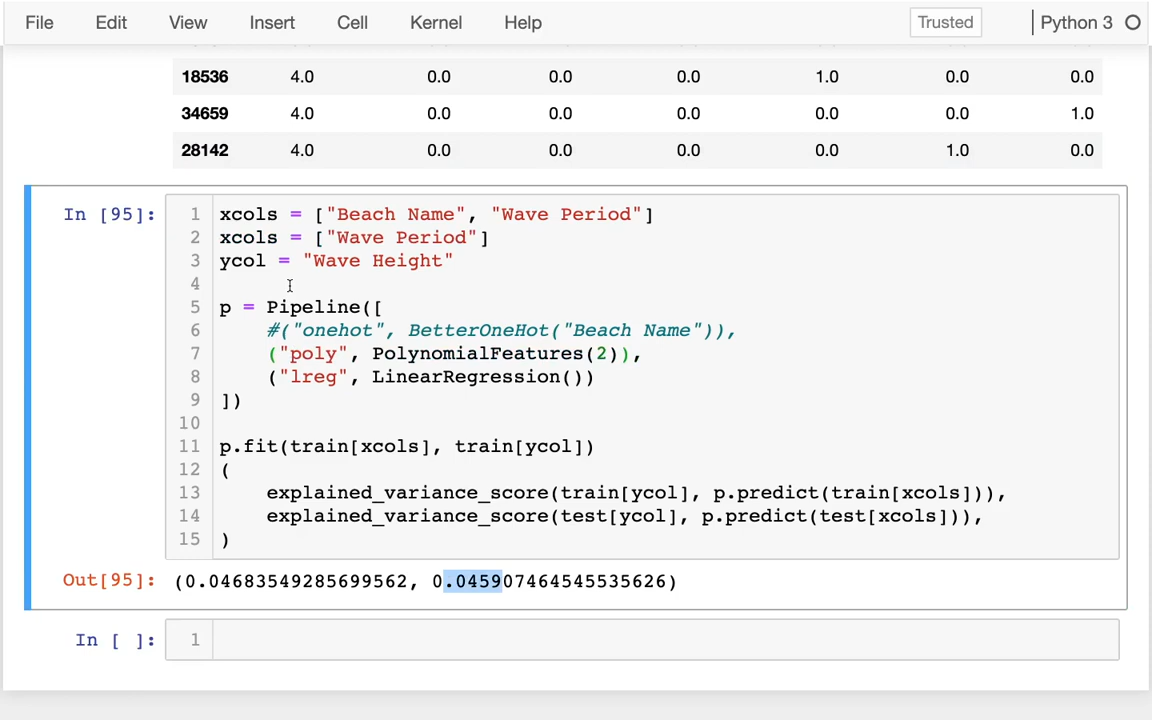 File Edit View Insert Cell Kernel Help Trusted Python 3
18536 4.0 0.0 0.0 0.0 1.0 0.0 0.0
34659 4.0 0.0 0.0 0.0 0.0 0.0 1.0
28142 4.0 0.0 0.0 0.0 0.0 1.0 0.0
In [95]: 1 xcols = ["Beach Name", "Wave Period"]
2 xcols = ["Wave Period"]
3 ycol = "Wave Height"
4
5 p = Pipeline([
6 #("onehot", BetterOneHot("Beach Name")),
7 ("poly", PolynomialFeatures(2)),
8 ("lreg", LinearRegression())
9 ])
10
11 p.fit(train[xcols], train[ycol])
12 (
13 explained_variance_score(train[ycol], p.predict(train[xcols])),
14 explained_variance_score(test[ycol], p.predict(test[xcols])),
15 )
Out[95]: (0.04683549285699562, 0.045907464545535626)
In [ ]: 1